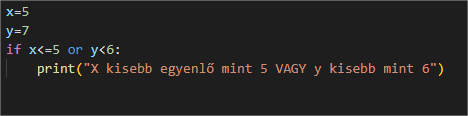 x=5
y=7
if x<=5 or y<6:
    print("X kisebb egyenlő mint 5 VAGY y kisebb mint 6")